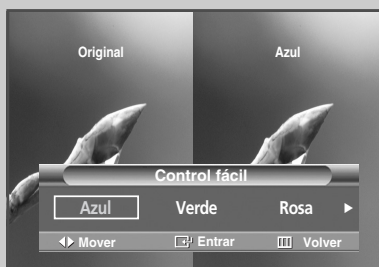 Original Azul
Control fácil
Azul Verde Rosa
Mover Entrar Volver